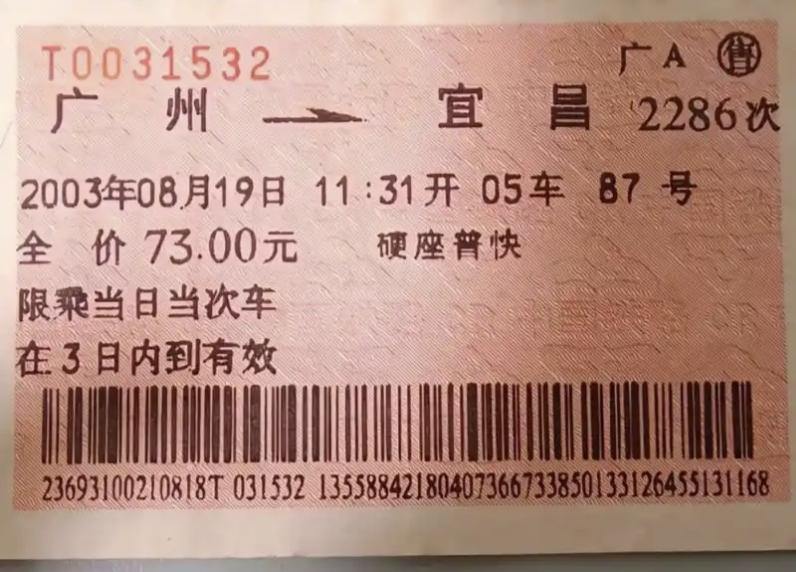 T0031532 广A 售
广 州 → 宜 昌 2286次
2003年08月19日 11:31开 05车 87号
全 价 73.00元 硬座普快
限乘当日当次车
在3日内到有效
23693100210818T 031532 1355884218040736673385013312645513​1168